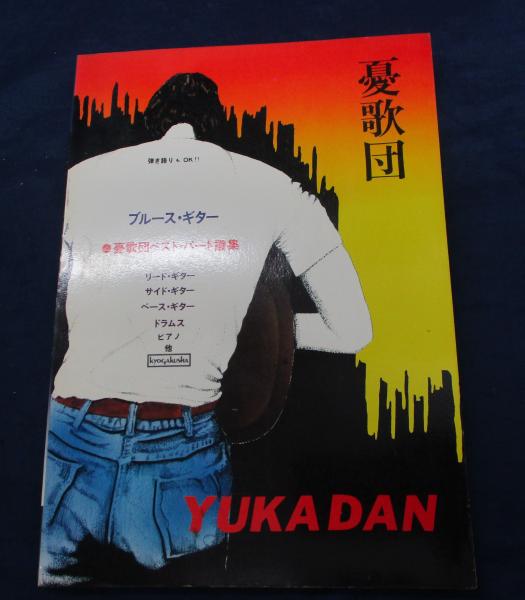 憂歌団
弾き語りも OK!!
ブルース・ギター
憂歌団ベスト・パート譜集
リード・ギター
サイド・ギター
ベース・ギター
ドラムス
ピアノ
他
KYOGAKUSHA
YUKADAN